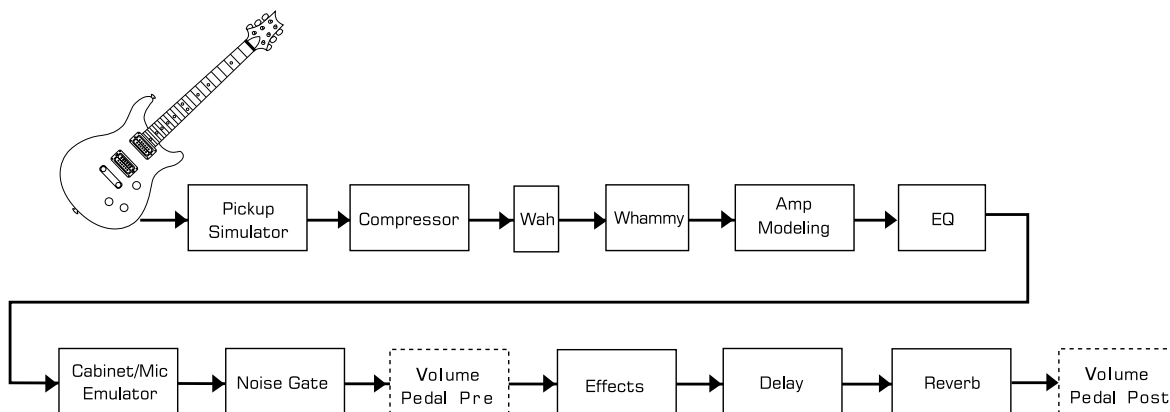 Pickup
Simulator
Compressor
Wah
Whammy
Amp
Modeling
EQ
Cabinet/Mic
Emulator
Noise Gate
Volume
Pedal Pre
Effects
Delay
Reverb
Volume
Pedal Post